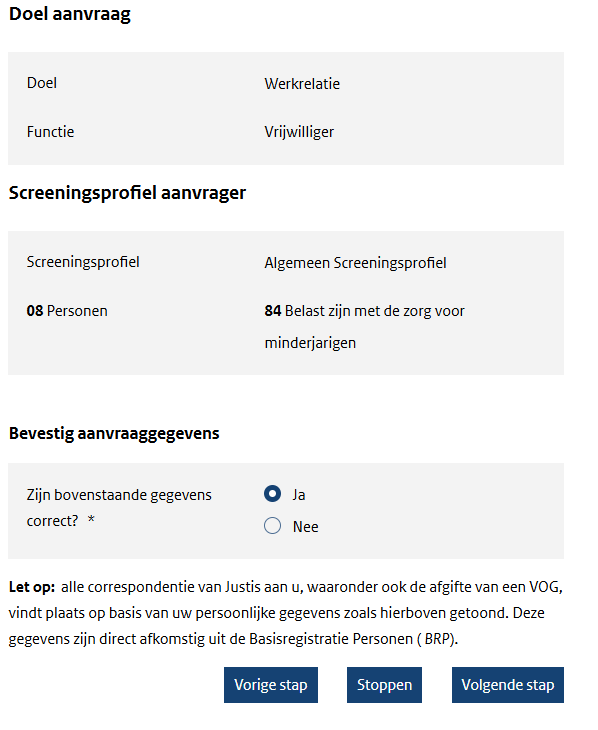 Doel aanvraag
Doel Werkrelatie
Functie Vrijwilliger
Screeningsprofiel aanvrager
Screeningsprofiel Algemeen Screeningsprofiel
08 Personen 84 Belast zijn met de zorg voor
minderjarigen
Bevestig aanvraaggegevens
Zijn bovenstaande gegevens
correct? *
Ja
Nee
Let op: alle correspondentie van Justis aan u, waaronder ook de afgifte van een VOG,
vindt plaats op basis van uw persoonlijke gegevens zoals hierboven getoond. Deze
gegevens zijn direct afkomstig uit de Basisregistratie Personen ( BRP).
Vorige stap Stoppen Volgende stap